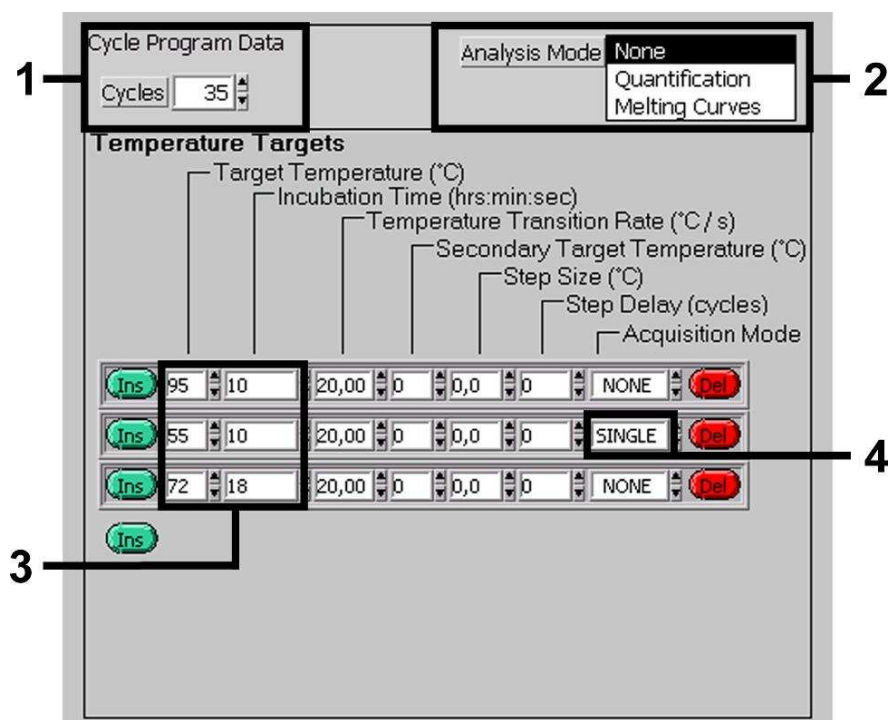 Cycle Program Data
Cycles 35
Analysis Mode None
Quantification
Melting Curves
1
2
Temperature Targets
Target Temperature (°C)
Incubation Time (hrs:min:sec)
Temperature Transition Rate (°C / s)
Secondary Target Temperature (°C)
Step Size (°C)
Step Delay (cycles)
Acquisition Mode
Ins 95 10 20,00 0 0,0 0 NONE Del
Ins 55 10 20,00 0 0,0 0 SINGLE Del
Ins 72 18 20,00 0 0,0 0 NONE Del
Ins
3
4